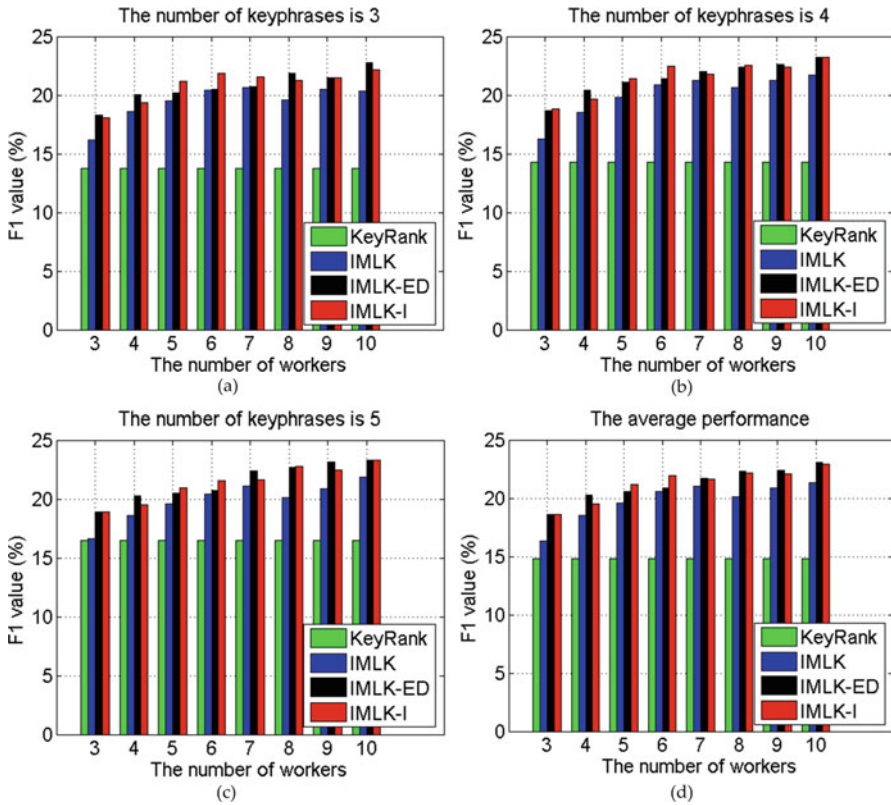 The number of keyphrases is 3
25
20
15
10
5
0
F1 value (%)
KeyRank
IMLK
IMLK-ED
IMLK-I
3 4 5 6 7 8 9 10
The number of workers
(a)
The number of keyphrases is 4
25
20
15
10
5
0
F1 value (%)
KeyRank
IMLK
IMLK-ED
IMLK-I
3 4 5 6 7 8 9 10
The number of workers
(b)
The number of keyphrases is 5
25
20
15
10
5
0
F1 value (%)
KeyRank
IMLK
IMLK-ED
IMLK-I
3 4 5 6 7 8 9 10
The number of workers
(c)
The average performance
25
20
15
10
5
0
F1 value (%)
KeyRank
IMLK
IMLK-ED
IMLK-I
3 4 5 6 7 8 9 10
The number of workers
(d)